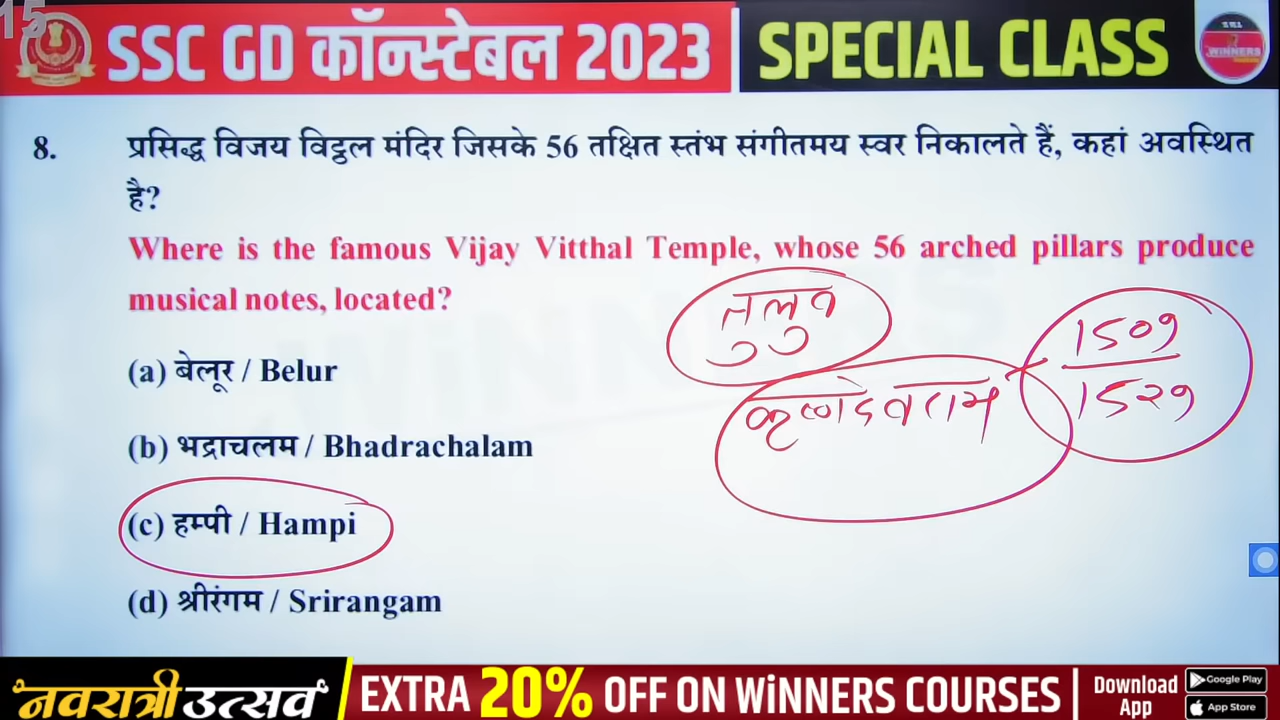 15
SSC GD कॉन्स्टेबल 2023
SPECIAL CLASS
WiNNERS
8. प्रसिद्ध विजय विट्ठल मंदिर जिसके 56 तक्षित स्तंभ संगीतमय स्वर निकालते हैं, कहां अवस्थित
है?
Where is the famous Vijay Vitthal Temple, whose 56 arched pillars produce
musical notes, located?
तुलुव
1509
1529
कृष्णदेवराय
(a) बेलूर / Belur
(b) भद्राचलम / Bhadrachalam
(c) हम्पी / Hampi
(d) श्रीरंगम / Srirangam
नवरात्री उत्सव
EXTRA 20% OFF ON WiNNERS COURSES
Download
App
Google Play
App Store